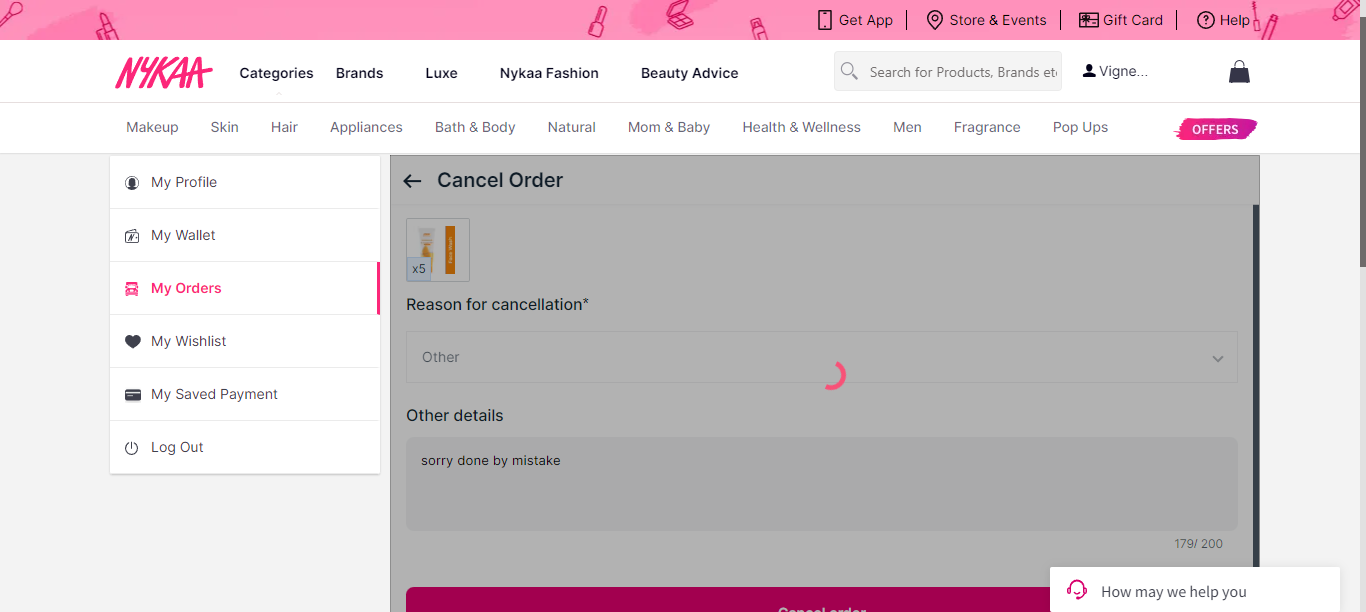 Get App
Store & Events
Gift Card
Help
NYKAA
Categories
Brands
Luxe
Nykaa Fashion
Beauty Advice
Search for Products, Brands et
Vigne...
Makeup
Skin
Hair
Appliances
Bath & Body
Natural
Mom & Baby
Health & Wellness
Men
Fragrance
Pop Ups
OFFERS
My Profile
My Wallet
My Orders
My Wishlist
My Saved Payment
Log Out
Cancel Order
x5
Reason for cancellation*
Other
Other details
sorry done by mistake
179/ 200
Cancel order
How may we help you